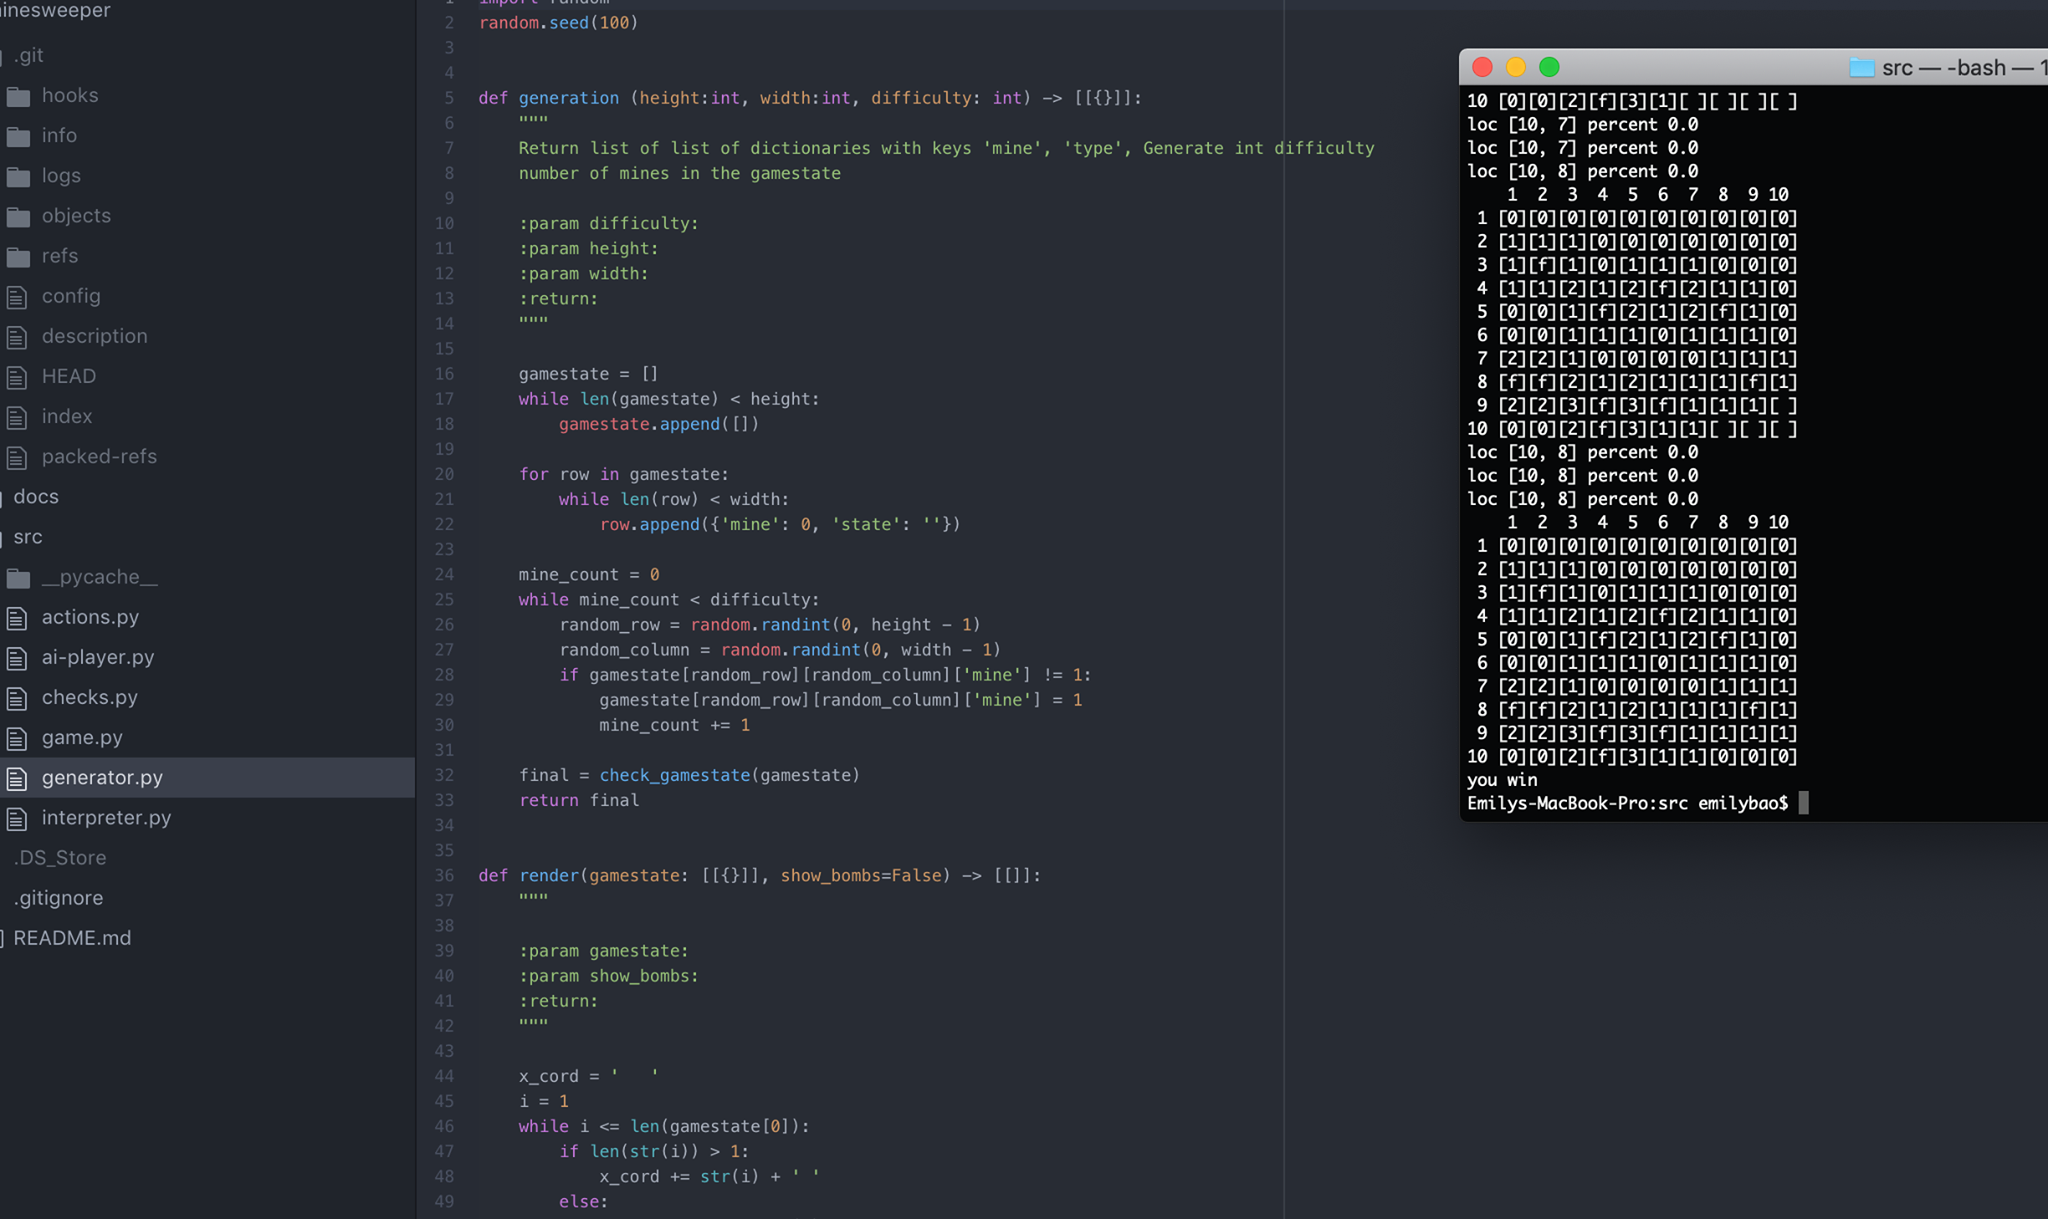 inesweeper
.git
hooks
info
logs
objects
refs
config
description
HEAD
index
packed-refs
docs
src
__pycache__
actions.py
ai-player.py
checks.py
game.py
generator.py
interpreter.py
.DS_Store
.gitignore
README.md
1 import random
2 random.seed(100)
3
4
5 def generation (height:int, width:int, difficulty: int) -> [[{}]]:
6     """
7     Return list of list of dictionaries with keys 'mine', 'type', Generate int difficulty
8     number of mines in the gamestate
9
10     :param difficulty:
11     :param height:
12     :param width:
13     :return:
14     """
15
16     gamestate = []
17     while len(gamestate) < height:
18         gamestate.append([])
19
20     for row in gamestate:
21         while len(row) < width:
22             row.append({'mine': 0, 'state': ''})
23
24     mine_count = 0
25     while mine_count < difficulty:
26         random_row = random.randint(0, height - 1)
27         random_column = random.randint(0, width - 1)
28         if gamestate[random_row][random_column]['mine'] != 1:
29             gamestate[random_row][random_column]['mine'] = 1
30             mine_count += 1
31
32     final = check_gamestate(gamestate)
33     return final
34
35
36 def render(gamestate: [[{}]], show_bombs=False) -> [[]]:
37     """
38
39     :param gamestate:
40     :param show_bombs:
41     :return:
42     """
43
44     x_cord = '   '
45     i = 1
46     while i <= len(gamestate[0]):
47         if len(str(i)) > 1:
48             x_cord += str(i) + ' '
49         else:
src — -bash — 1
10 [0][0][2][f][3][1][ ][ ][ ][ ]
loc [10, 7] percent 0.0
loc [10, 7] percent 0.0
loc [10, 8] percent 0.0
    1  2  3  4  5  6  7  8  9 10
 1 [0][0][0][0][0][0][0][0][0][0]
 2 [1][1][1][0][0][0][0][0][0][0]
 3 [1][f][1][0][1][1][1][0][0][0]
 4 [1][1][2][1][2][f][2][1][1][0]
 5 [0][0][1][f][2][1][2][f][1][0]
 6 [0][0][1][1][1][0][1][1][1][0]
 7 [2][2][1][0][0][0][0][1][1][1]
 8 [f][f][2][1][2][1][1][1][f][1]
 9 [2][2][3][f][3][f][1][1][1][ ]
10 [0][0][2][f][3][1][1][ ][ ][ ]
loc [10, 8] percent 0.0
loc [10, 8] percent 0.0
loc [10, 8] percent 0.0
    1  2  3  4  5  6  7  8  9 10
 1 [0][0][0][0][0][0][0][0][0][0]
 2 [1][1][1][0][0][0][0][0][0][0]
 3 [1][f][1][0][1][1][1][0][0][0]
 4 [1][1][2][1][2][f][2][1][1][0]
 5 [0][0][1][f][2][1][2][f][1][0]
 6 [0][0][1][1][1][0][1][1][1][0]
 7 [2][2][1][0][0][0][0][1][1][1]
 8 [f][f][2][1][2][1][1][1][f][1]
 9 [2][2][3][f][3][f][1][1][1][1]
10 [0][0][2][f][3][1][1][0][0][0]
you win
Emilys-MacBook-Pro:src emilybao$